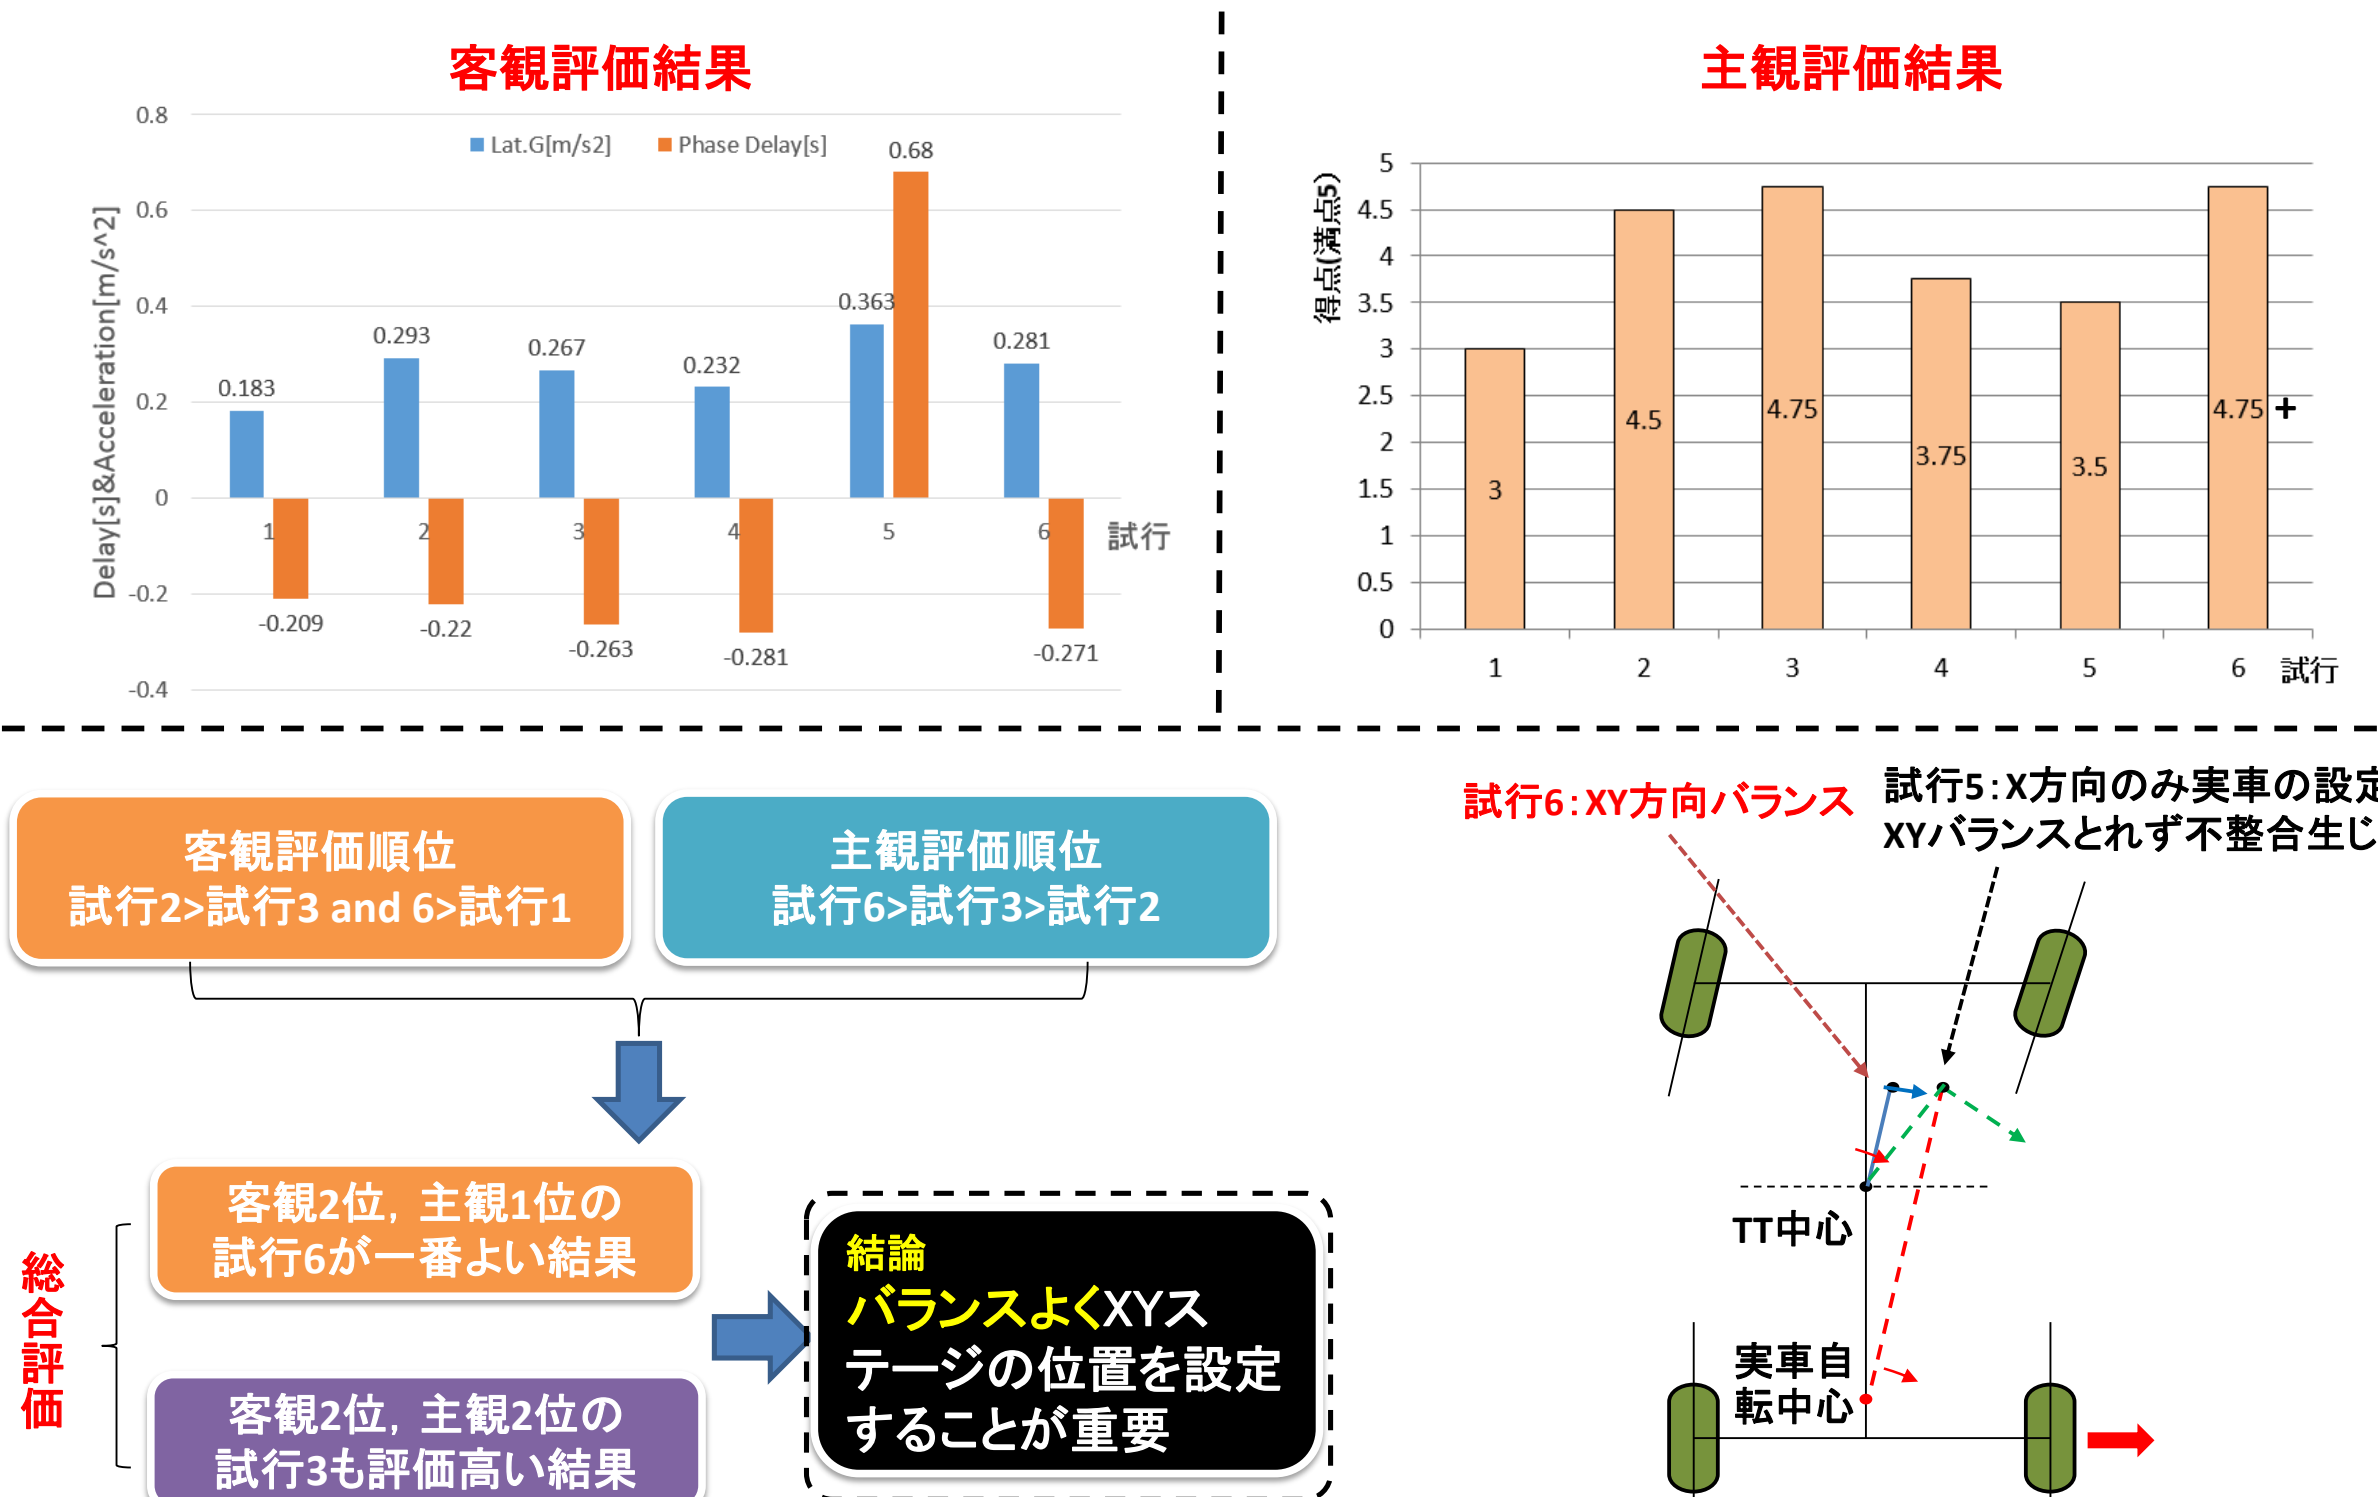 客観評価結果
0.8
0.6
0.4
0.2
0
-0.2
-0.4
Delay[s]&Acceleration[m/s^2]
Lat.G[m/s2]
Phase Delay[s]
0.183
0.293
0.267
0.232
0.363
0.68
0.281
1
2
3
4
5
6
試行
-0.209
-0.22
-0.263
-0.281
-0.271
主観評価結果
得点(満点5)
5
4.5
4
3.5
3
2.5
2
1.5
1
0.5
0
3
4.5
4.75
3.75
3.5
4.75 +
1
2
3
4
5
6
試行
客観評価順位
試行2>試行3 and 6>試行1
主観評価順位
試行6>試行3>試行2
総合評価
客観2位，主観1位の
試行6が一番よい結果
客観2位，主観2位の
試行3も評価高い結果
結論
バランスよくXYス
テージの位置を設定
することが重要
試行6：XY方向バランス
試行5：X方向のみ実車の設定
XYバランスとれず不整合生じ
TT中心
実車自
転中心